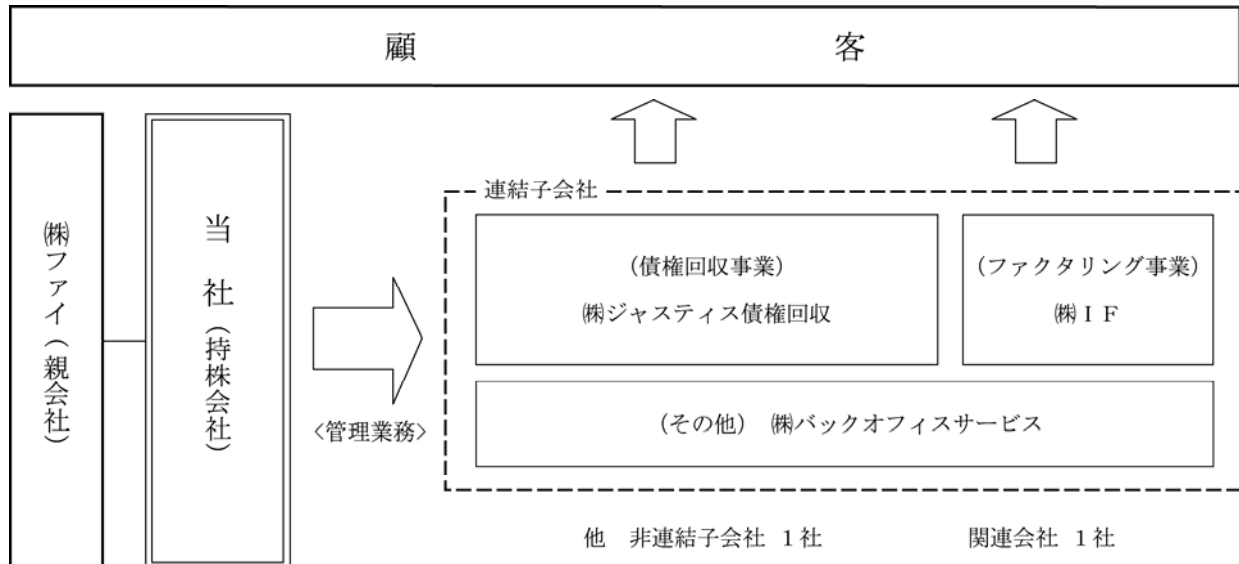 顧客
㈱ファイ(親会社)
当社(持株会社)
〈管理業務〉
連結子会社
(債権回収事業)
㈱ジャスティス債権回収
(ファクタリング事業)
㈱ＩＦ
(その他) ㈱バックオフィスサービス
他 非連結子会社 1社 関連会社 1社